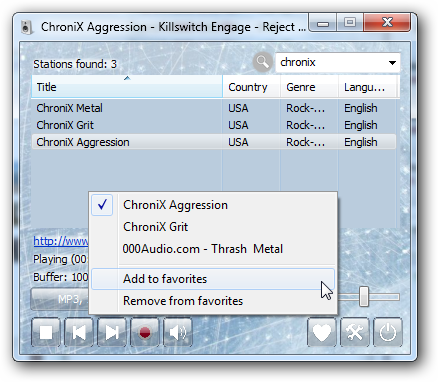 ChroniX Aggression - Killswitch Engage - Reject ...
Stations found: 3
chronix
Title Country Genre Langu...
ChroniX Metal USA Rock-... English
ChroniX Grit USA Rock-... English
ChroniX Aggression USA Rock-... English
ChroniX Aggression
ChroniX Grit
http://www
000Audio.com - Thrash Metal
Playing (00
Buffer: 100
Add to favorites
MP3,
Remove from favorites